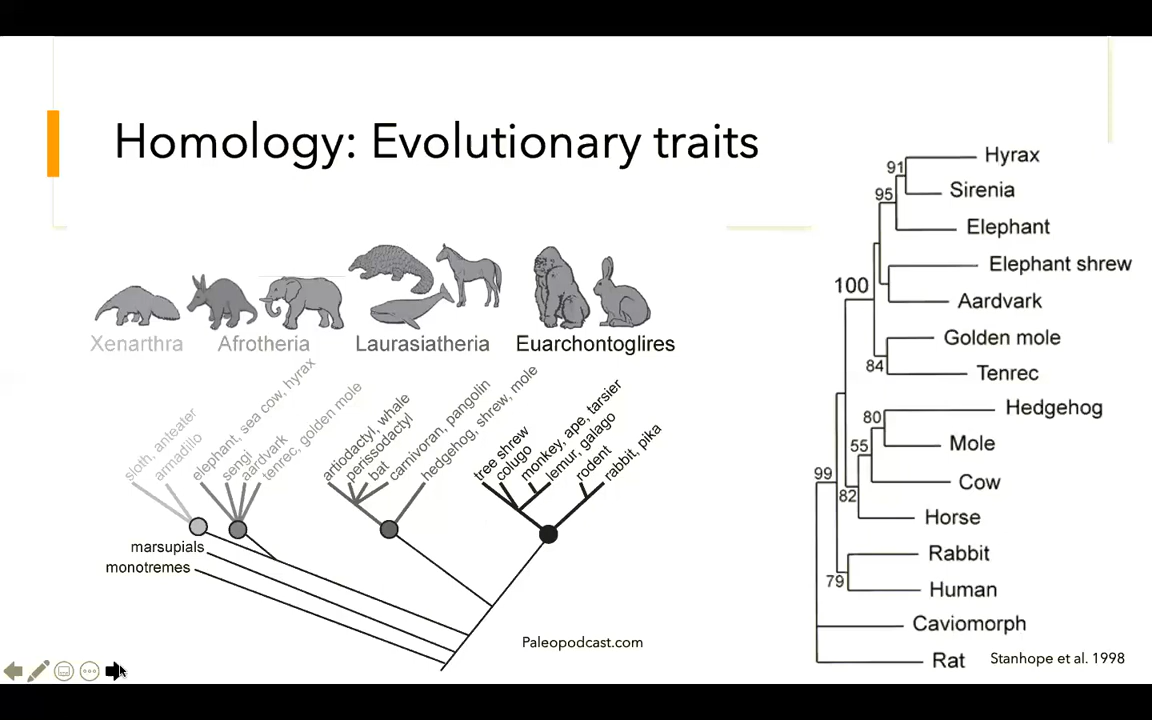 Homology: Evolutionary traits
Xenarthra
Afrotheria
Laurasiatheria
Euarchontoglires
sloth, anteater
armadillo
elephant, sea cow, hyrax
sengi
aardvark
tenrec, golden mole
artiodactyl, whale
perissodactyl
bat
carnivoran, pangolin
hedgehog, shrew, mole
tree shrew
colugo
monkey, ape, tarsier
lemur, galago
rodent
rabbit, pika
marsupials
monotremes
Paleopodcast.com
91
Hyrax
95
Sirenia
Elephant
Elephant shrew
100
Aardvark
Golden mole
84
Tenrec
Hedgehog
80
Mole
55
Cow
99
82
Horse
Rabbit
79
Human
Caviomorph
Rat
Stanhope et al. 1998